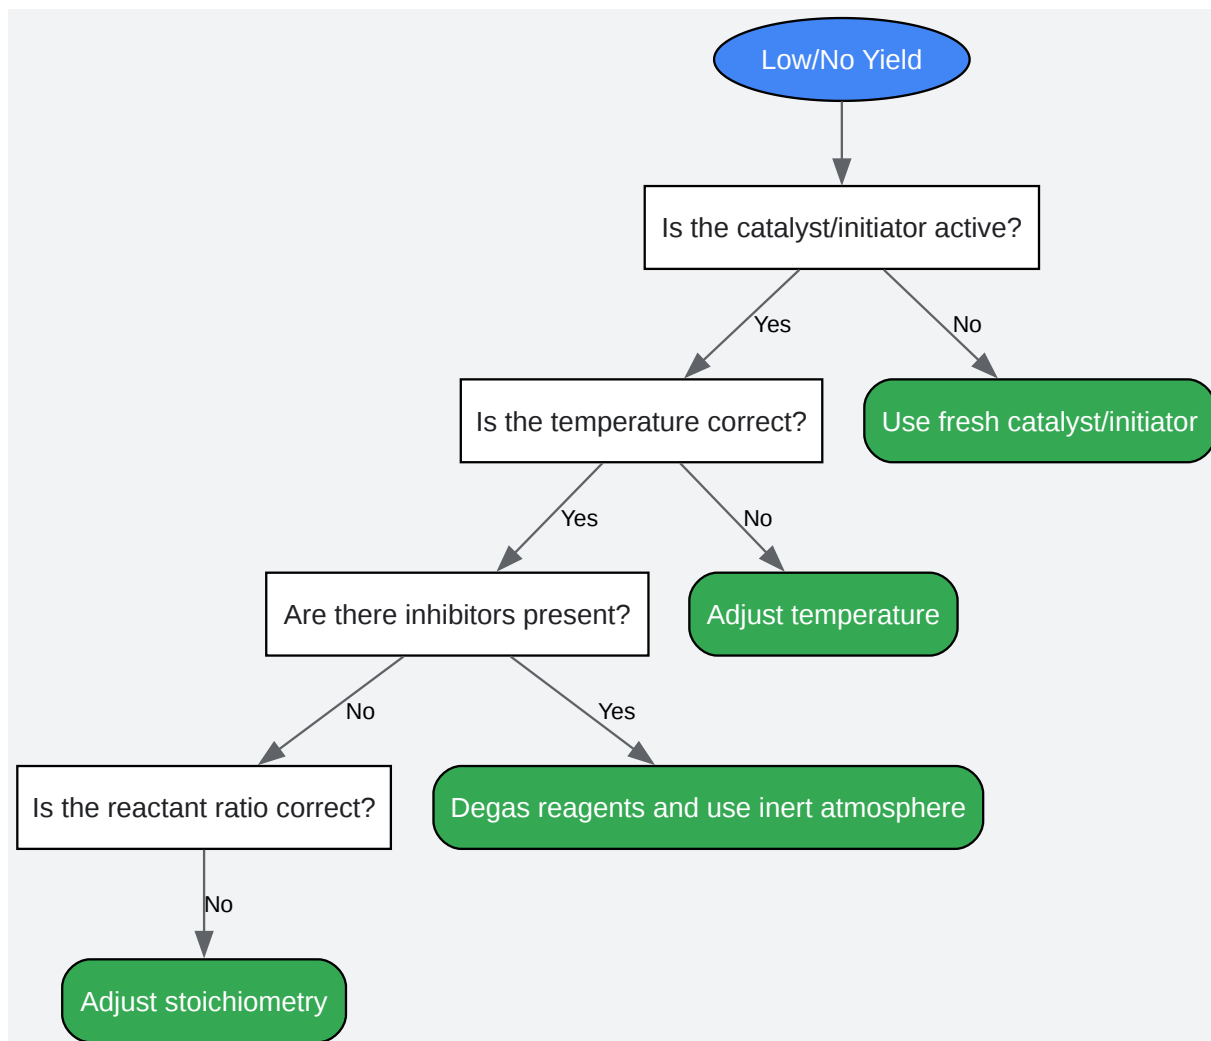 Low/No Yield
Is the catalyst/initiator active?
Yes
No
Is the temperature correct?
Use fresh catalyst/initiator
Yes
No
Are there inhibitors present?
Adjust temperature
No
Yes
Is the reactant ratio correct?
Degas reagents and use inert atmosphere
No
Adjust stoichiometry